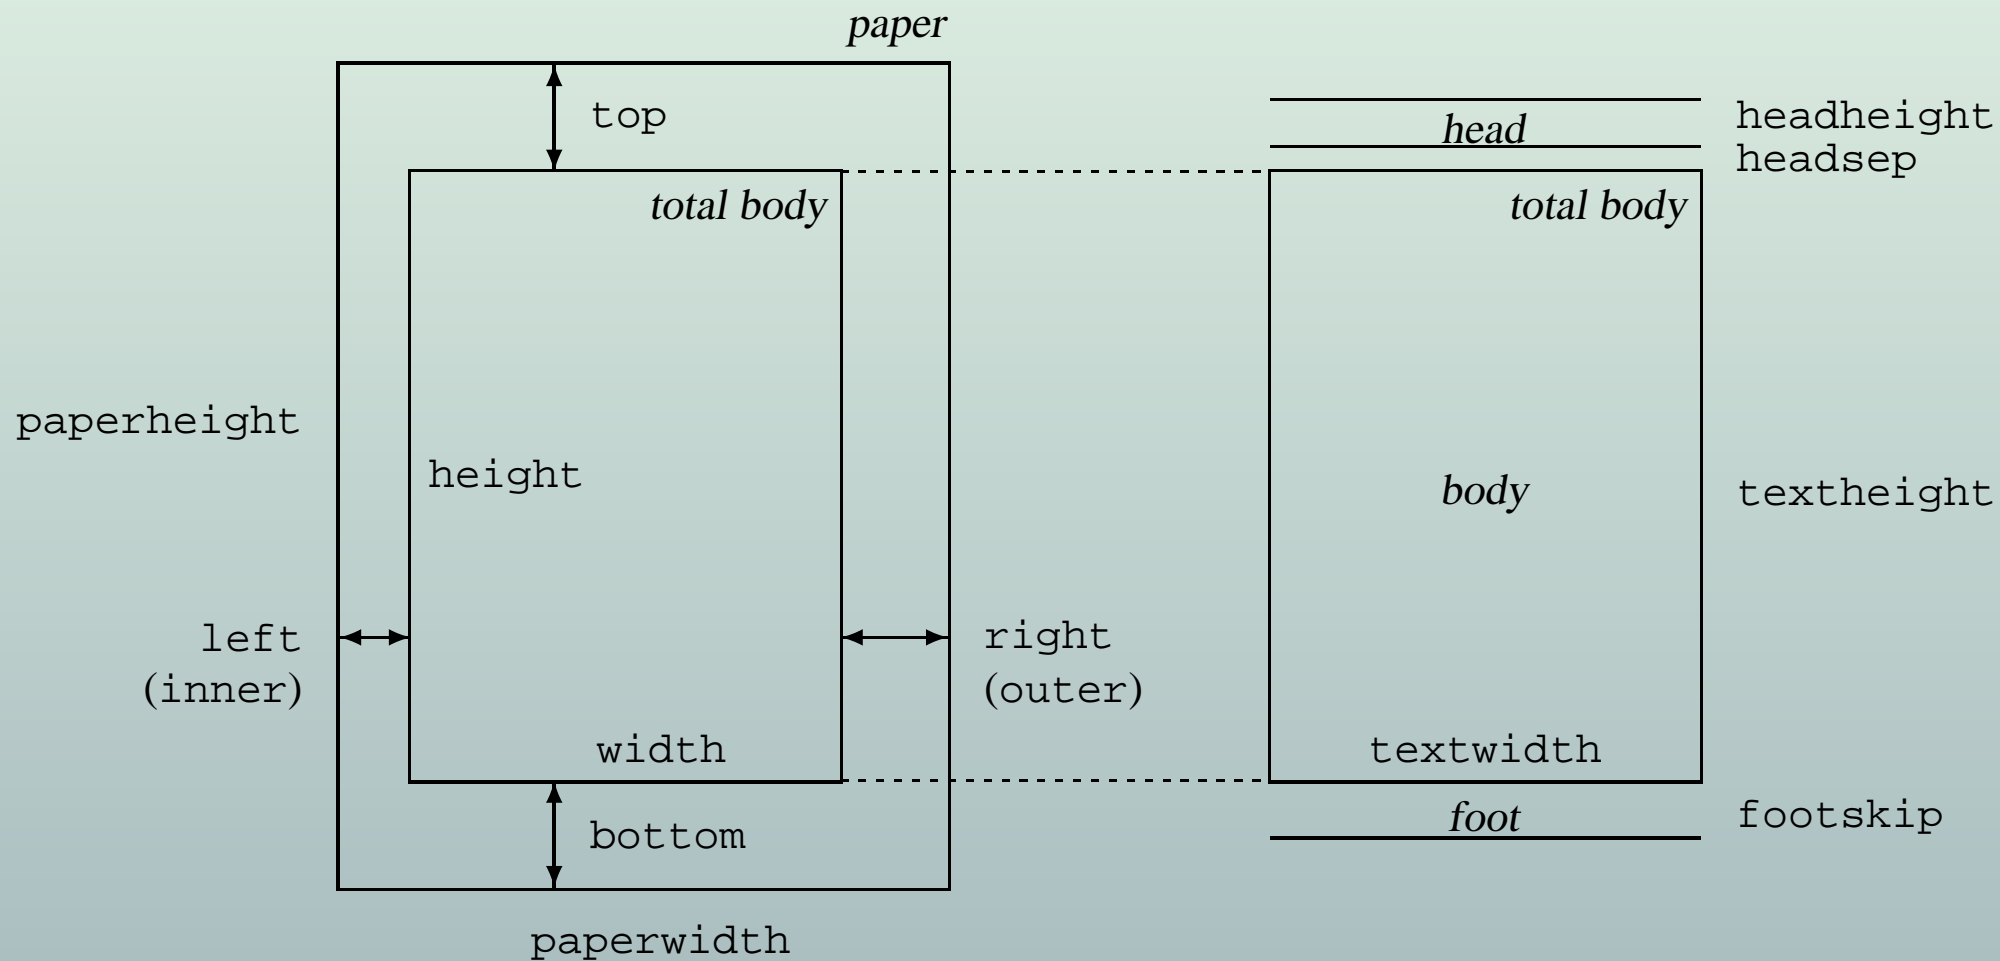 paper
top
total body
paperheight
height
left
(inner)
right
(outer)
width
bottom
paperwidth
headheight
head
headsep
total body
body
textheight
textwidth
foot
footskip